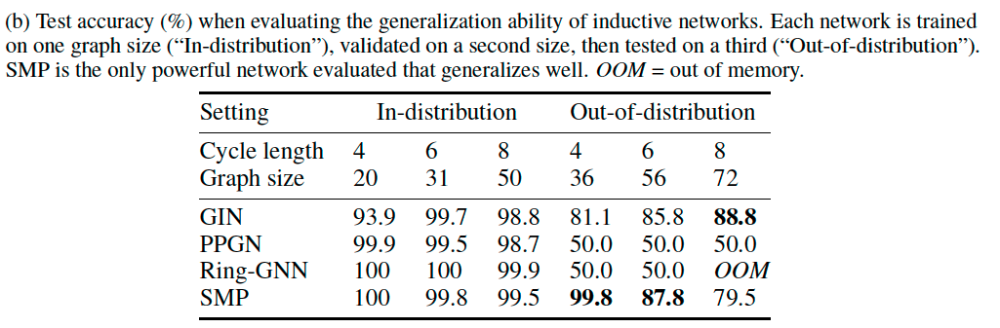 (b) Test accuracy (%) when evaluating the generalization ability of inductive networks. Each network is trained
on one graph size (“In-distribution”), validated on a second size, then tested on a third (“Out-of-distribution”).
SMP is the only powerful network evaluated that generalizes well. OOM = out of memory.
Setting In-distribution Out-of-distribution
Cycle length 4 6 8 4 6 8
Graph size 20 31 50 36 56 72
GIN 93.9 99.7 98.8 81.1 85.8 88.8
PPGN 99.9 99.5 98.7 50.0 50.0 50.0
Ring-GNN 100 100 99.9 50.0 50.0 OOM
SMP 100 99.8 99.5 99.8 87.8 79.5